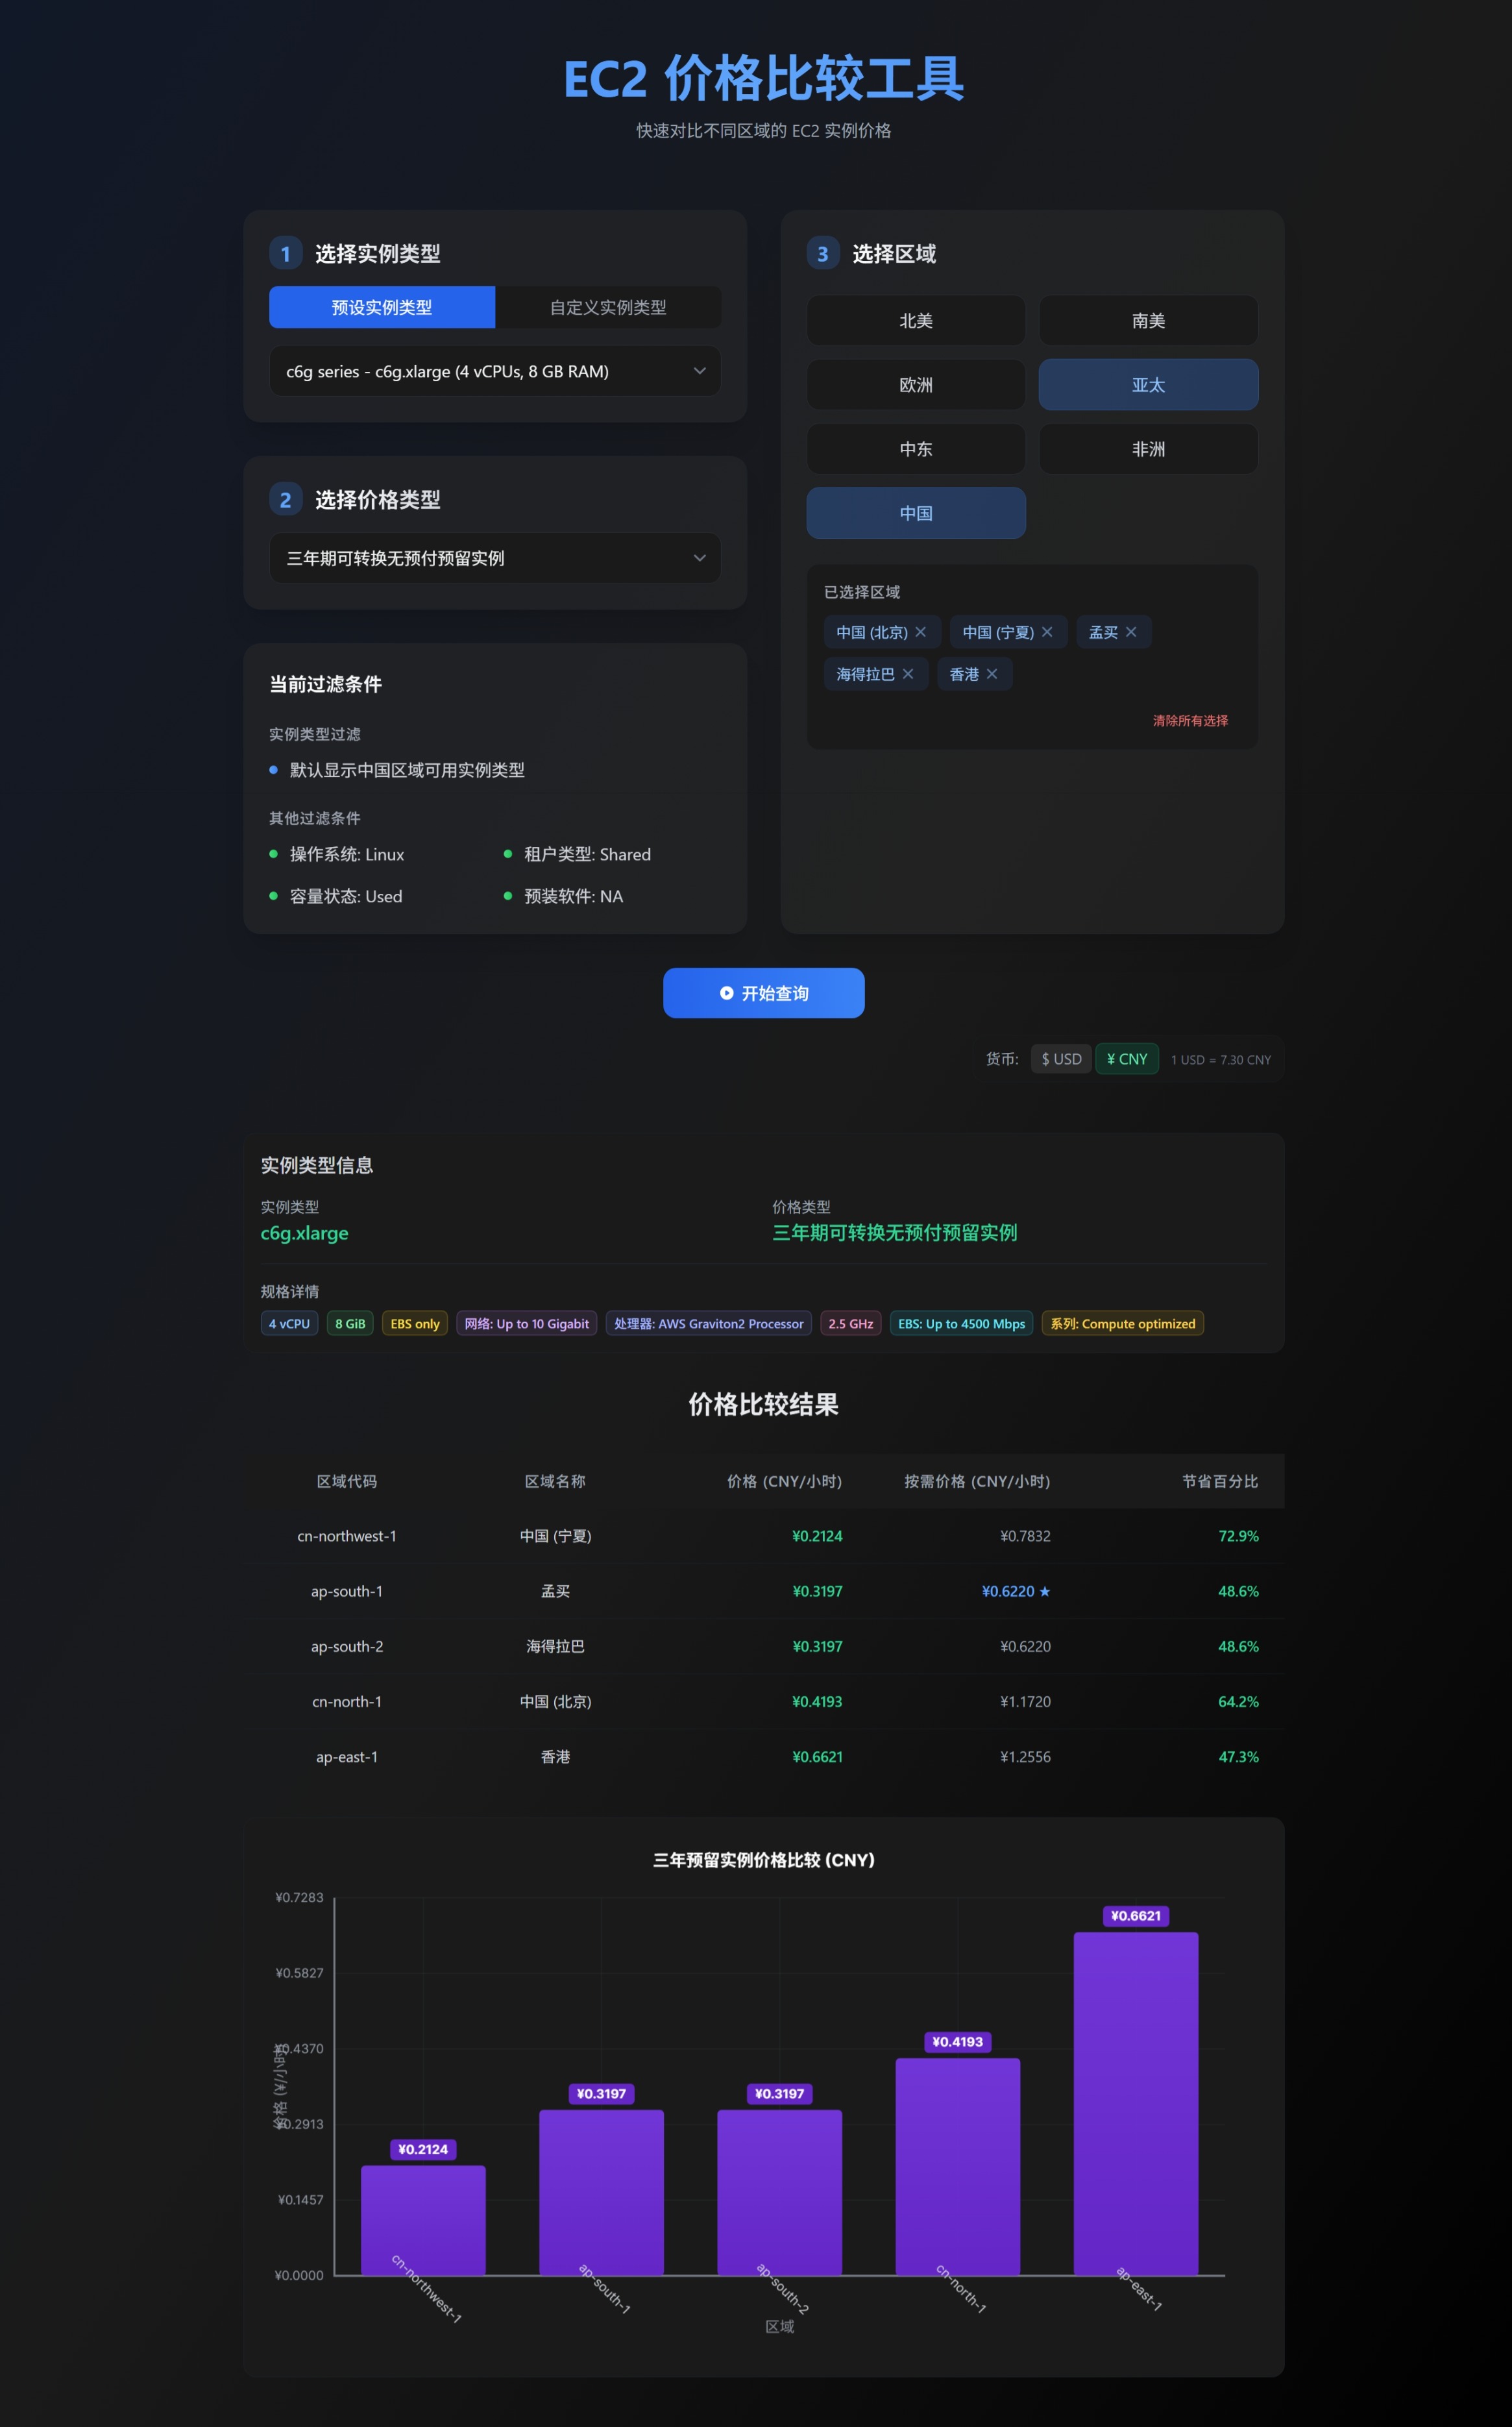 EC2 价格比较工具
快速对比不同区域的 EC2 实例价格
1 选择实例类型
预设实例类型 自定义实例类型
c6g series - c6g.xlarge (4 vCPUs, 8 GB RAM)
2 选择价格类型
三年期可转换无预付预留实例
当前过滤条件
实例类型过滤
默认显示中国区域可用实例类型
其他过滤条件
操作系统: Linux 租户类型: Shared
容量状态: Used 预装软件: NA
3 选择区域
北美 南美
欧洲 亚太
中东 非洲
中国
已选择区域
中国 (北京) ✕ 中国 (宁夏) ✕ 孟买 ✕
海得拉巴 ✕ 香港 ✕
清除所有选择
开始查询
货币: $ USD ¥ CNY 1 USD = 7.30 CNY
实例类型信息
实例类型 价格类型
c6g.xlarge 三年期可转换无预付预留实例
规格详情
4 vCPU 8 GiB EBS only 网络: Up to 10 Gigabit 处理器: AWS Graviton2 Processor 2.5 GHz EBS: Up to 4500 Mbps 系列: Compute optimized
价格比较结果
区域代码 区域名称 价格 (CNY/小时) 按需价格 (CNY/小时) 节省百分比
cn-northwest-1 中国 (宁夏) ¥0.2124 ¥0.7832 72.9%
ap-south-1 孟买 ¥0.3197 ¥0.6220 ★ 48.6%
ap-south-2 海得拉巴 ¥0.3197 ¥0.6220 48.6%
cn-north-1 中国 (北京) ¥0.4193 ¥1.1720 64.2%
ap-east-1 香港 ¥0.6621 ¥1.2556 47.3%
三年预留实例价格比较 (CNY)
价格 (¥/小时)
¥0.7283
¥0.5827
¥0.4370
¥0.2913
¥0.1457
¥0.0000
¥0.2124 ¥0.3197 ¥0.3197 ¥0.4193 ¥0.6621
cn-northwest-1 ap-south-1 ap-south-2 cn-north-1 ap-east-1
区域